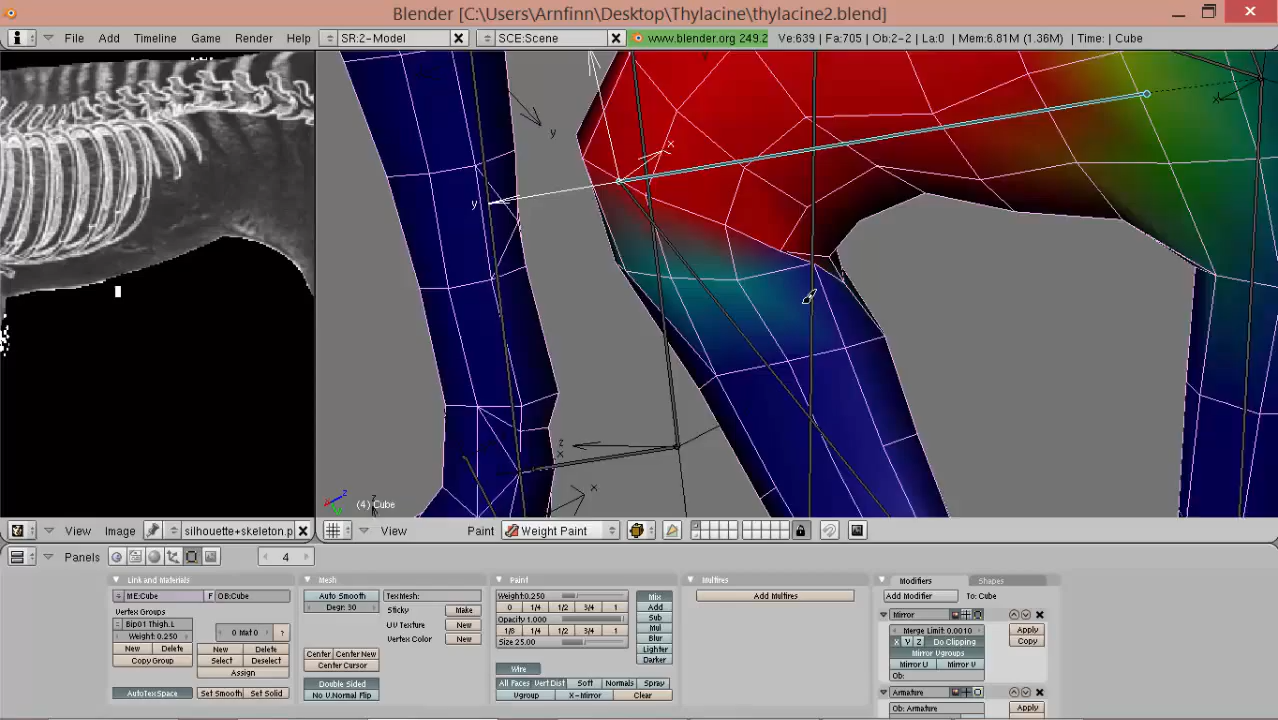 Blender [C:\Users\Arnfinn\Desktop\Thylacine\thylacine2.blend]
File Add Timeline Game Render Help SR:2-Model SCE:Scene www.blender.org 249.2 Ve:639 | Fa:705 | Ob:2-2 | La:0 | Mem:6.81M (1.36M) | Time: | Cube
y
x
x
y
z
x
x
z
(4) Cube
View Image silhouette+skeleton.p View Paint Weight Paint
Panels 4
Link and Materials Mesh Paint Multires Modifiers Shapes
ME:Cube F OB:Cube Auto Smooth TexMesh: Weight:0.250 Mix Add Multires Add Modifier To: Cube
Degr: 30 0 1/4 1/2 3/4 1 Add
Vertex Groups Sticky Make Opacity 1.000 Sub Mirror
Bip01 Thigh.L 0 Mat 0 ? UV Texture New 1/8 1/4 1/2 3/4 1 Mul Merge Limit: 0.0010 Apply
Weight: 0.250 Vertex Color New Size 25.00 Blur X V Z Do Clipping Copy
New Delete New Delete Center Center New Lighter Mirror Vgroups
Copy Group Select Deselect Center Cursor Darker Mirror U Mirror V
Assign Wire Ob:
AutoTexSpace Set Smooth Set Solid Double Sided All Faces Vert Dist Soft Normals Spray Armature
No V.Normal Flip Vgroup X-Mirror Clear Ob: Armature Apply